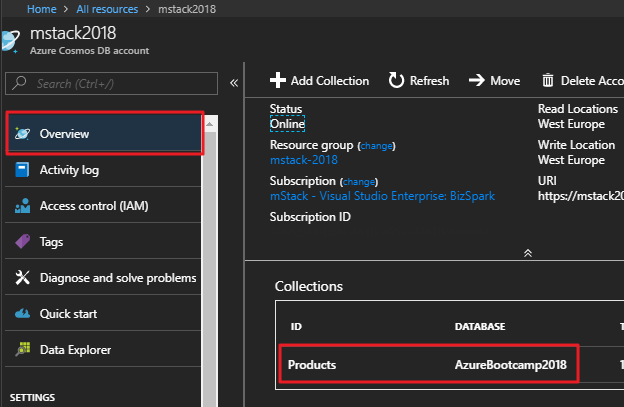 Home > All resources > mstack2018
mstack2018
Azure Cosmos DB account
Search (Ctrl+/)
«
Overview
Activity log
Access control (IAM)
Tags
Diagnose and solve problems
Quick start
Data Explorer
SETTINGS
Add Collection Refresh Move Delete Acco
Status
Online
Resource group (change)
mstack-2018
Subscription (change)
mStack - Visual Studio Enterprise: BizSpark
Subscription ID
Read Locations
West Europe
Write Location
West Europe
URI
https://mstack20
Collections
ID DATABASE T
Products AzureBootcamp2018 1